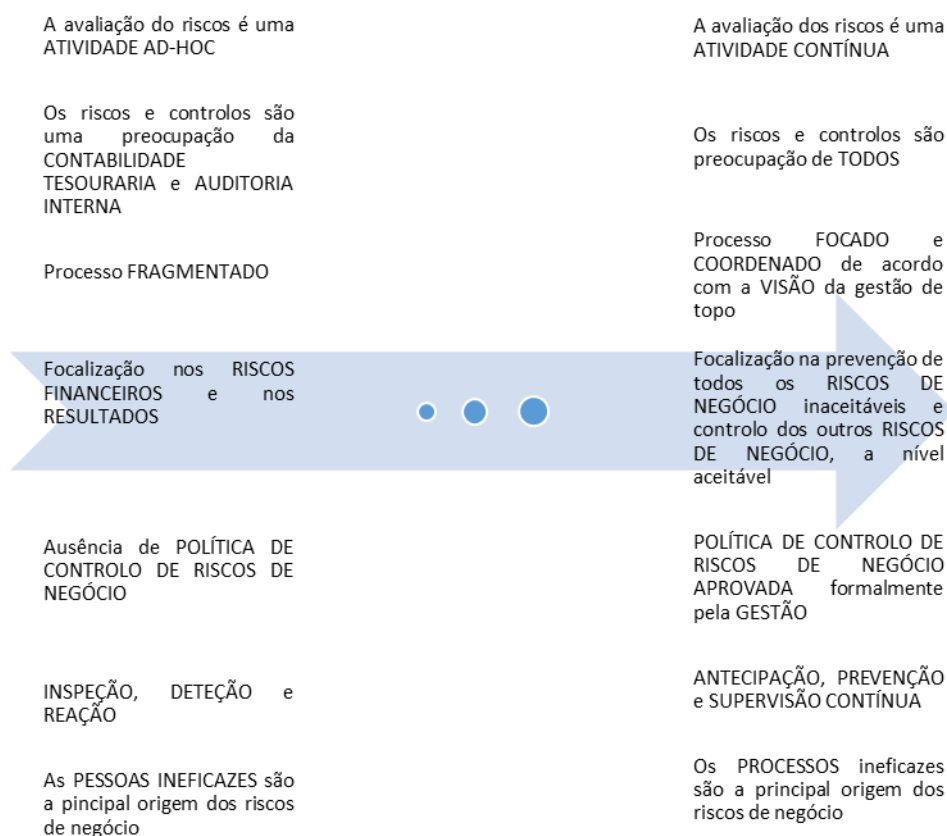 A avaliação do riscos é uma
ATIVIDADE AD-HOC
Os riscos e controlos são
uma preocupação da
CONTABILIDADE
TESOURARIA e AUDITORIA
INTERNA
Processo FRAGMENTADO
Focalização nos RISCOS
FINANCEIROS e nos
RESULTADOS
Ausência de POLÍTICA DE
CONTROLO DE RISCOS DE
NEGÓCIO
INSPEÇÃO, DETEÇÃO e
REAÇÃO
As PESSOAS INEFICAZES são
a pincipal origem dos riscos
de negócio
A avaliação dos riscos é uma
ATIVIDADE CONTÍNUA
Os riscos e controlos são
preocupação de TODOS
Processo FOCADO e
COORDENADO de acordo
com a VISÃO da gestão de
topo
Focalização na prevenção de
todos os RISCOS DE
NEGÓCIO inaceitáveis e
controlo dos outros RISCOS
DE NEGÓCIO, a nível
aceitável
POLÍTICA DE CONTROLO DE
RISCOS DE NEGÓCIO
APROVADA formalmente
pela GESTÃO
ANTECIPAÇÃO, PREVENÇÃO
e SUPERVISÃO CONTÍNUA
Os PROCESSOS ineficazes
são a principal origem dos
riscos de negócio